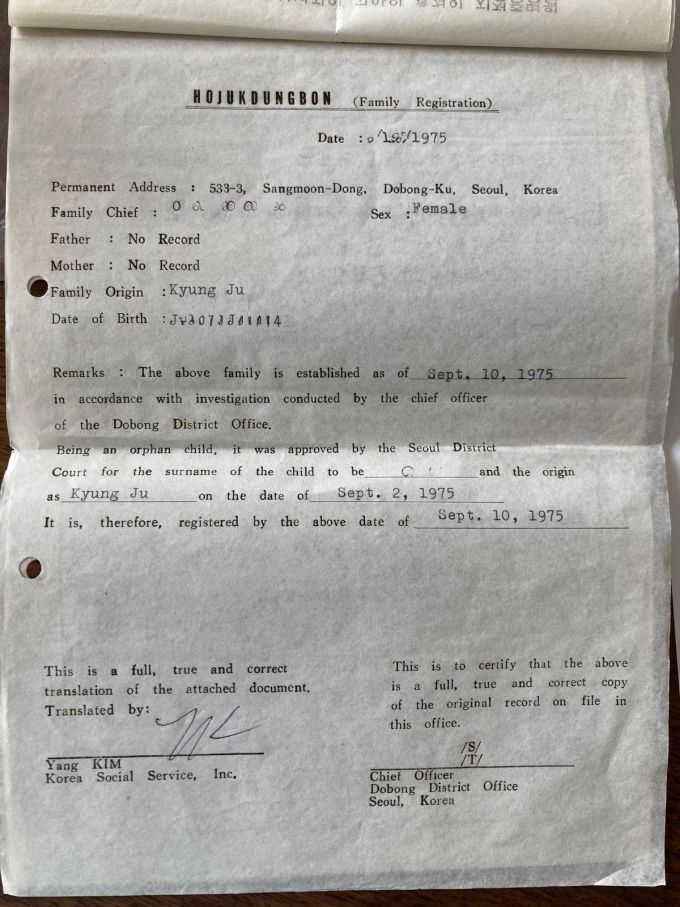 HOJUKDUNGBON (Family Registration)
Date : /1975
Permanent Address : 533-3, Sangmoon-Dong, Dobong-Ku, Seoul, Korea
Family Chief : Sex : Female
Father : No Record
Mother : No Record
Family Origin : Kyung Ju
Date of Birth :
Remarks : The above family is established as of Sept. 10, 1975
in accordance with investigation conducted by the chief officer
of the Dobong District Office.
Being an orphan child, it was approved by the Seoul District
Court for the surname of the child to be and the origin
as Kyung Ju on the date of Sept. 2, 1975
It is, therefore, registered by the above date of Sept. 10, 1975
This is a full, true and correct
translation of the attached document.
Translated by:
Yang KIM
Korea Social Service, Inc.
This is to certify that the above
is a full, true and correct copy
of the original record on file in
this office.
/S/
/T/
Chief Officer
Dobong District Office
Seoul, Korea